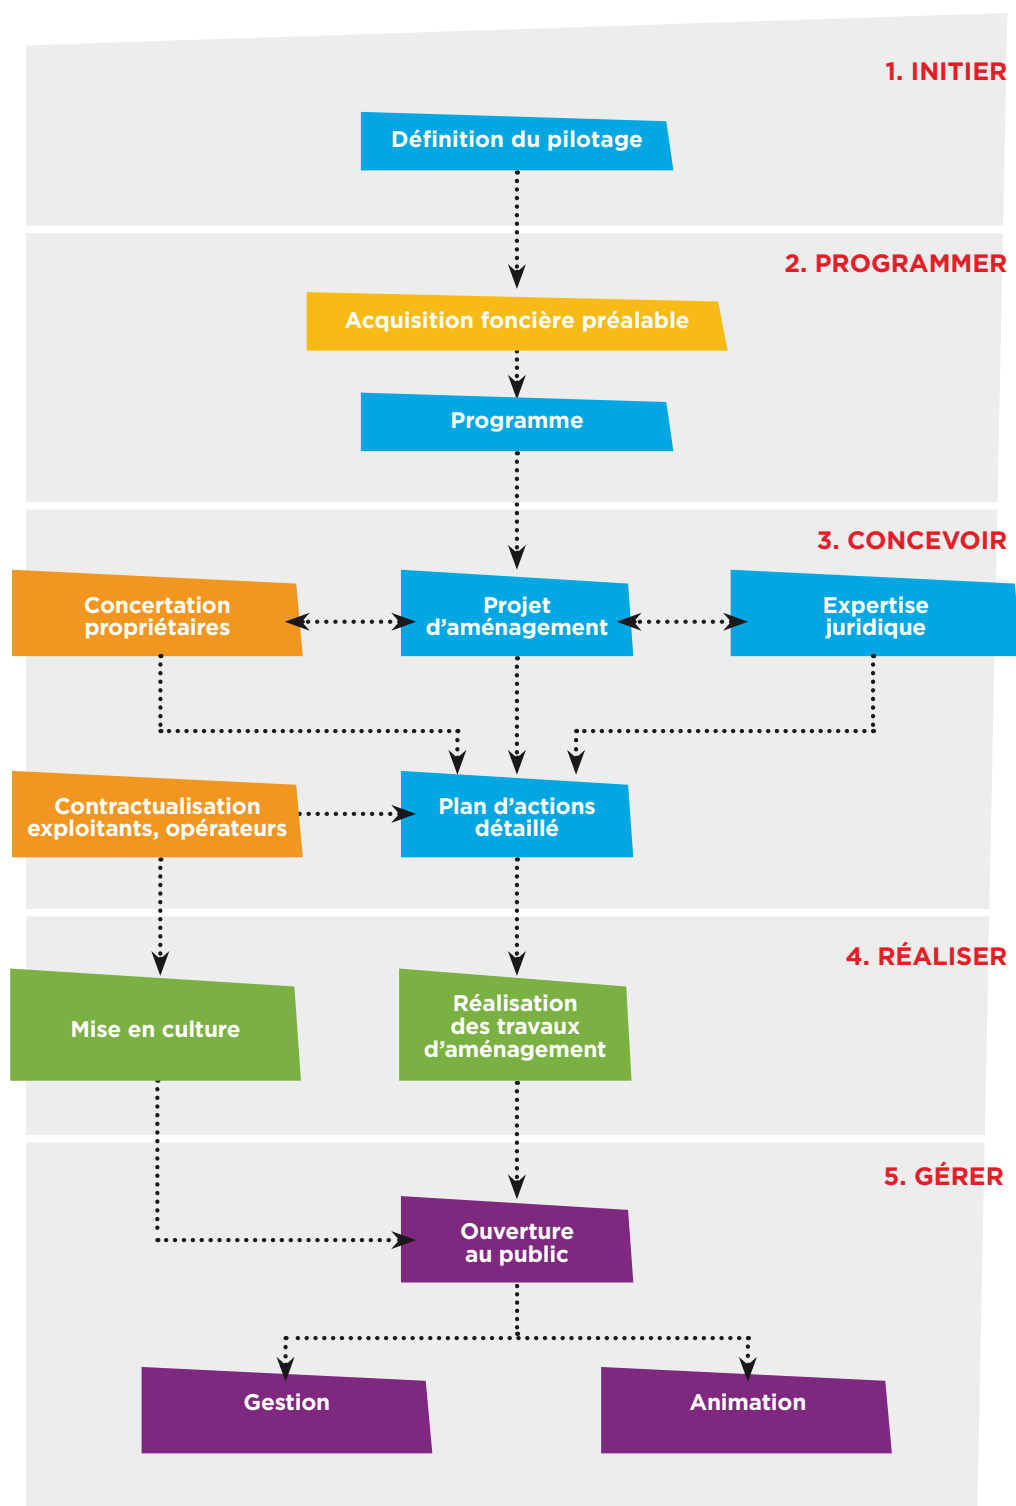 1. INITIER
Définition du pilotage
2. PROGRAMMER
Acquisition foncière préalable
Programme
3. CONCEVOIR
Concertation
propriétaires
Projet
d’aménagement
Expertise
juridique
Contractualisation
exploitants, opérateurs
Plan d’actions
détaillé
4. RÉALISER
Mise en culture
Réalisation
des travaux
d’aménagement
5. GÉRER
Ouverture
au public
Gestion
Animation